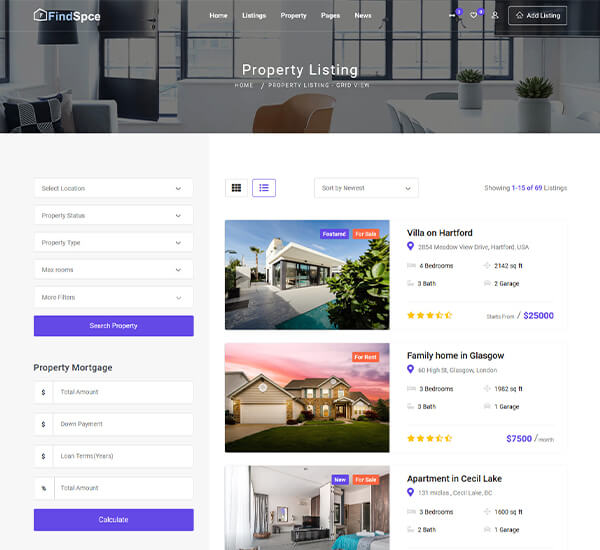 FindSpce
Home Listings Property Pages News
0 0 Add Listing
Property Listing
HOME / PROPERTY LISTING - GRID VIEW
Select Location
Property Status
Property Type
Max rooms
More Filters
Search Property
Property Mortgage
$ Total Amount
$ Down Payment
$ Loan Terms(Years)
% Total Amount
Calculate
Sort by Newest
Showing 1-15 of 69 Listings
Featured For Sale
Villa on Hartford
2854 Meadow View Drive, Hartford, USA
4 Bedrooms 2142 sq ft
3 Bath 2 Garage
Starts From / $25000
For Rent
Family home in Glasgow
60 High St, Glasgow, London
3 Bedrooms 1982 sq ft
3 Bath 1 Garage
$7500 / month
New For Sale
Apartment in Cecil Lake
131 midlas , Cecil Lake, BC
3 Bedrooms 1600 sq ft
2 Bath 1 Garage